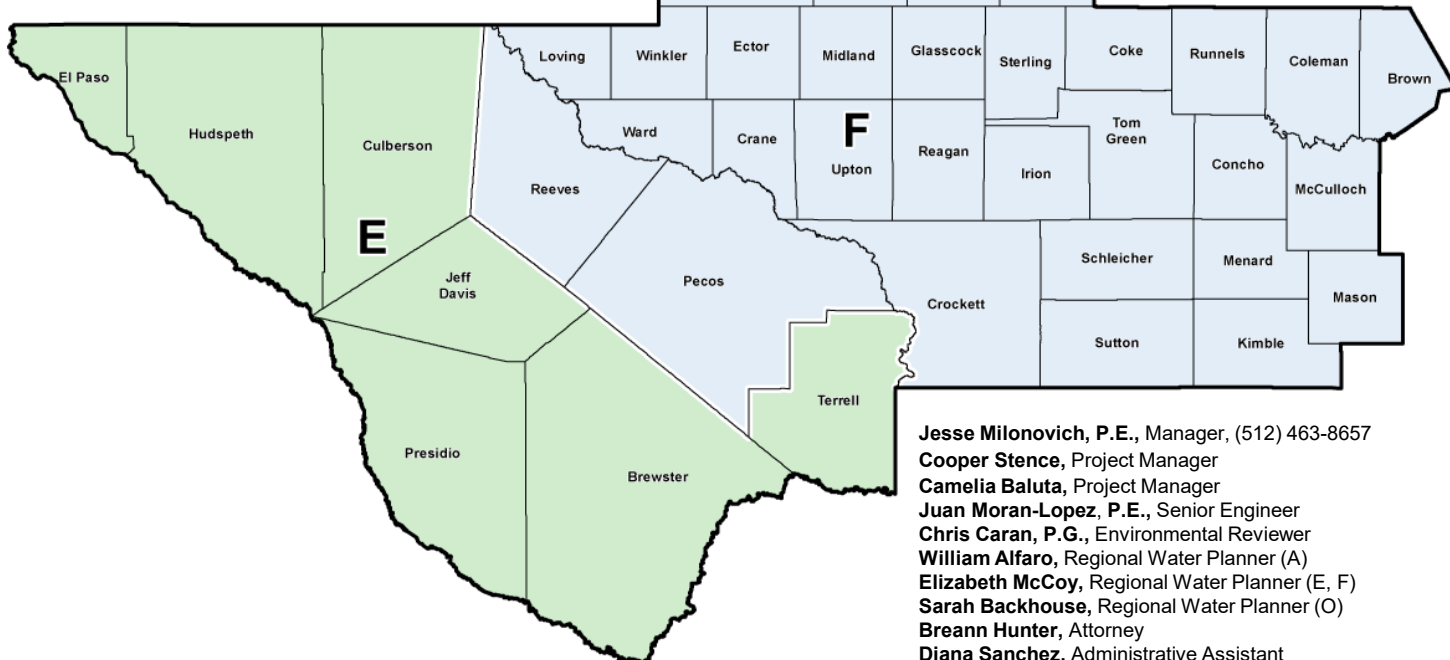 Loving
Winkler
Ector
Midland
Glasscock
Sterling
Coke
Runnels
Coleman
Brown
El Paso
Hudspeth
Culberson
Ward
Crane
F
Upton
Reagan
Irion
Tom
Green
Concho
McCulloch
Reeves
E
Jeff
Davis
Pecos
Crockett
Schleicher
Menard
Mason
Sutton
Kimble
Terrell
Presidio
Brewster
Jesse Milonovich, P.E., Manager, (512) 463-8657
Cooper Stence, Project Manager
Camelia Baluta, Project Manager
Juan Moran-Lopez, P.E., Senior Engineer
Chris Caran, P.G., Environmental Reviewer
William Alfaro, Regional Water Planner (A)
Elizabeth McCoy, Regional Water Planner (E, F)
Sarah Backhouse, Regional Water Planner (O)
Breann Hunter, Attorney
Diana Sanchez, Administrative Assistant